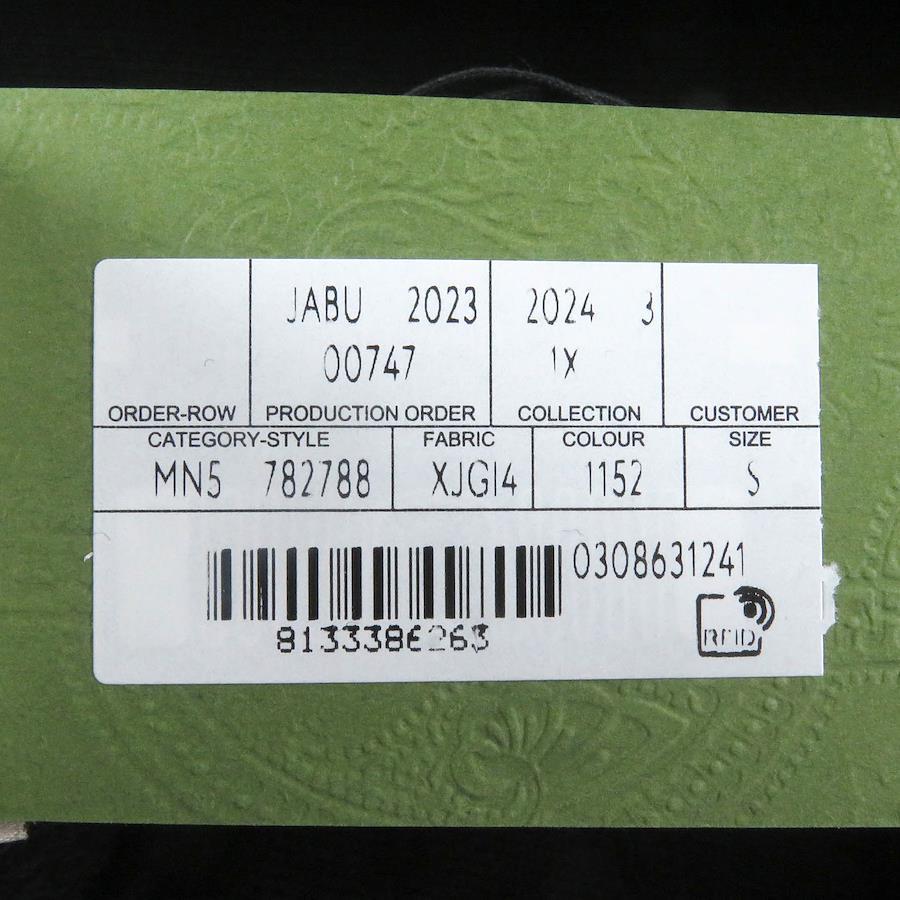 JABU 2023
00747
2024 3
1X
ORDER-ROW PRODUCTION ORDER COLLECTION CUSTOMER
CATEGORY-STYLE FABRIC COLOUR SIZE
MN5 782788 XJGI4 1152 S
0308631241
8133386263
RFID